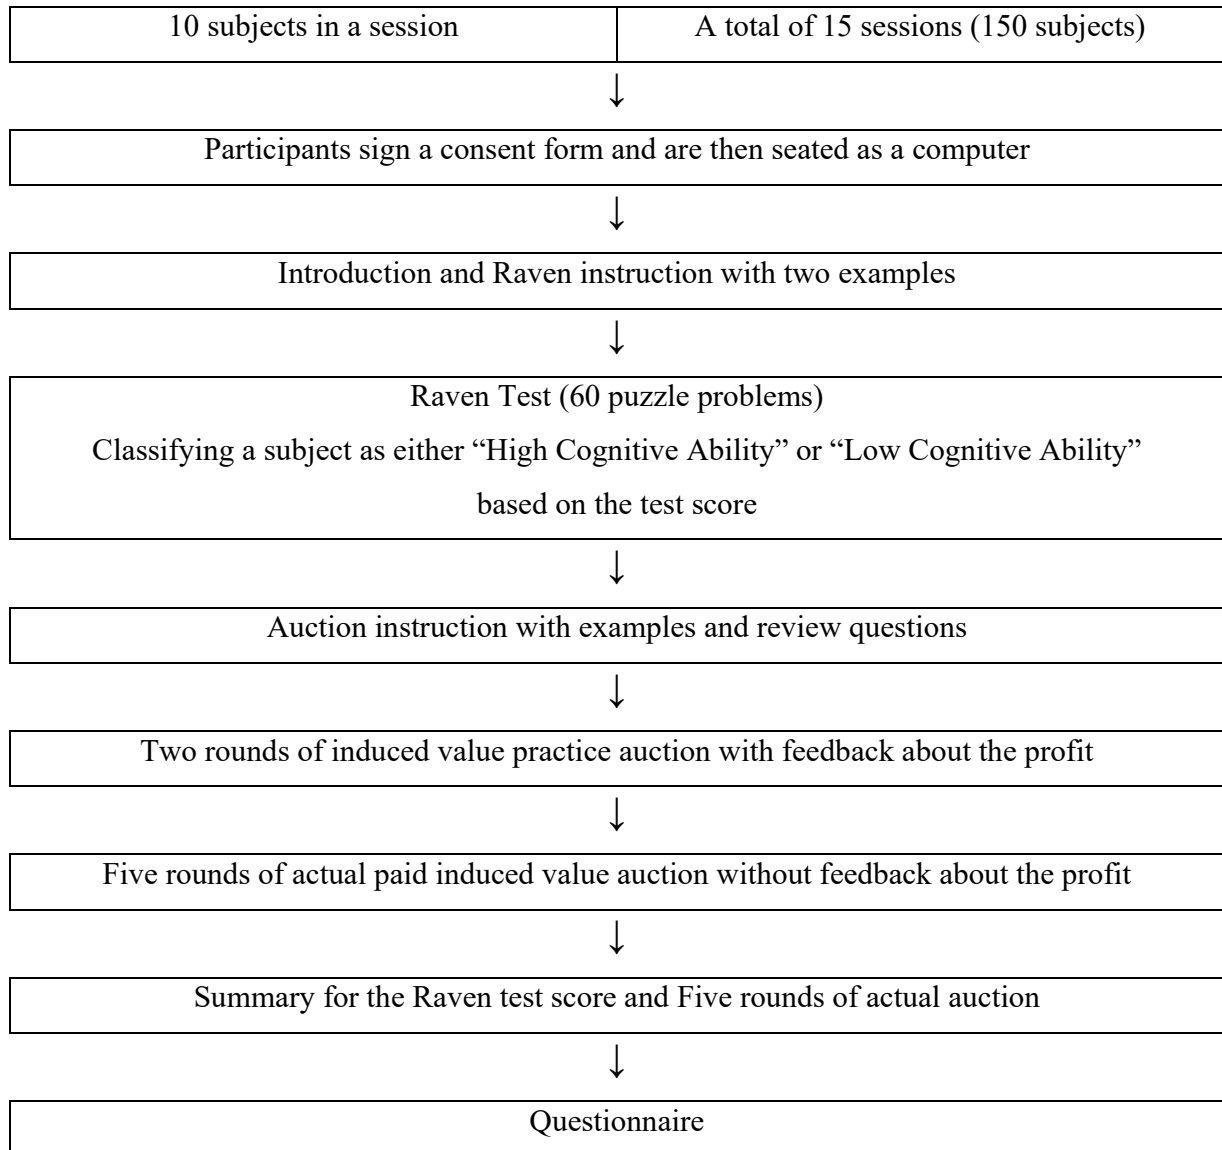 10 subjects in a session
A total of 15 sessions (150 subjects)
↓
Participants sign a consent form and are then seated as a computer
↓
Introduction and Raven instruction with two examples
↓
Raven Test (60 puzzle problems)
Classifying a subject as either “High Cognitive Ability” or “Low Cognitive Ability”
based on the test score
↓
Auction instruction with examples and review questions
↓
Two rounds of induced value practice auction with feedback about the profit
↓
Five rounds of actual paid induced value auction without feedback about the profit
↓
Summary for the Raven test score and Five rounds of actual auction
↓
Questionnaire